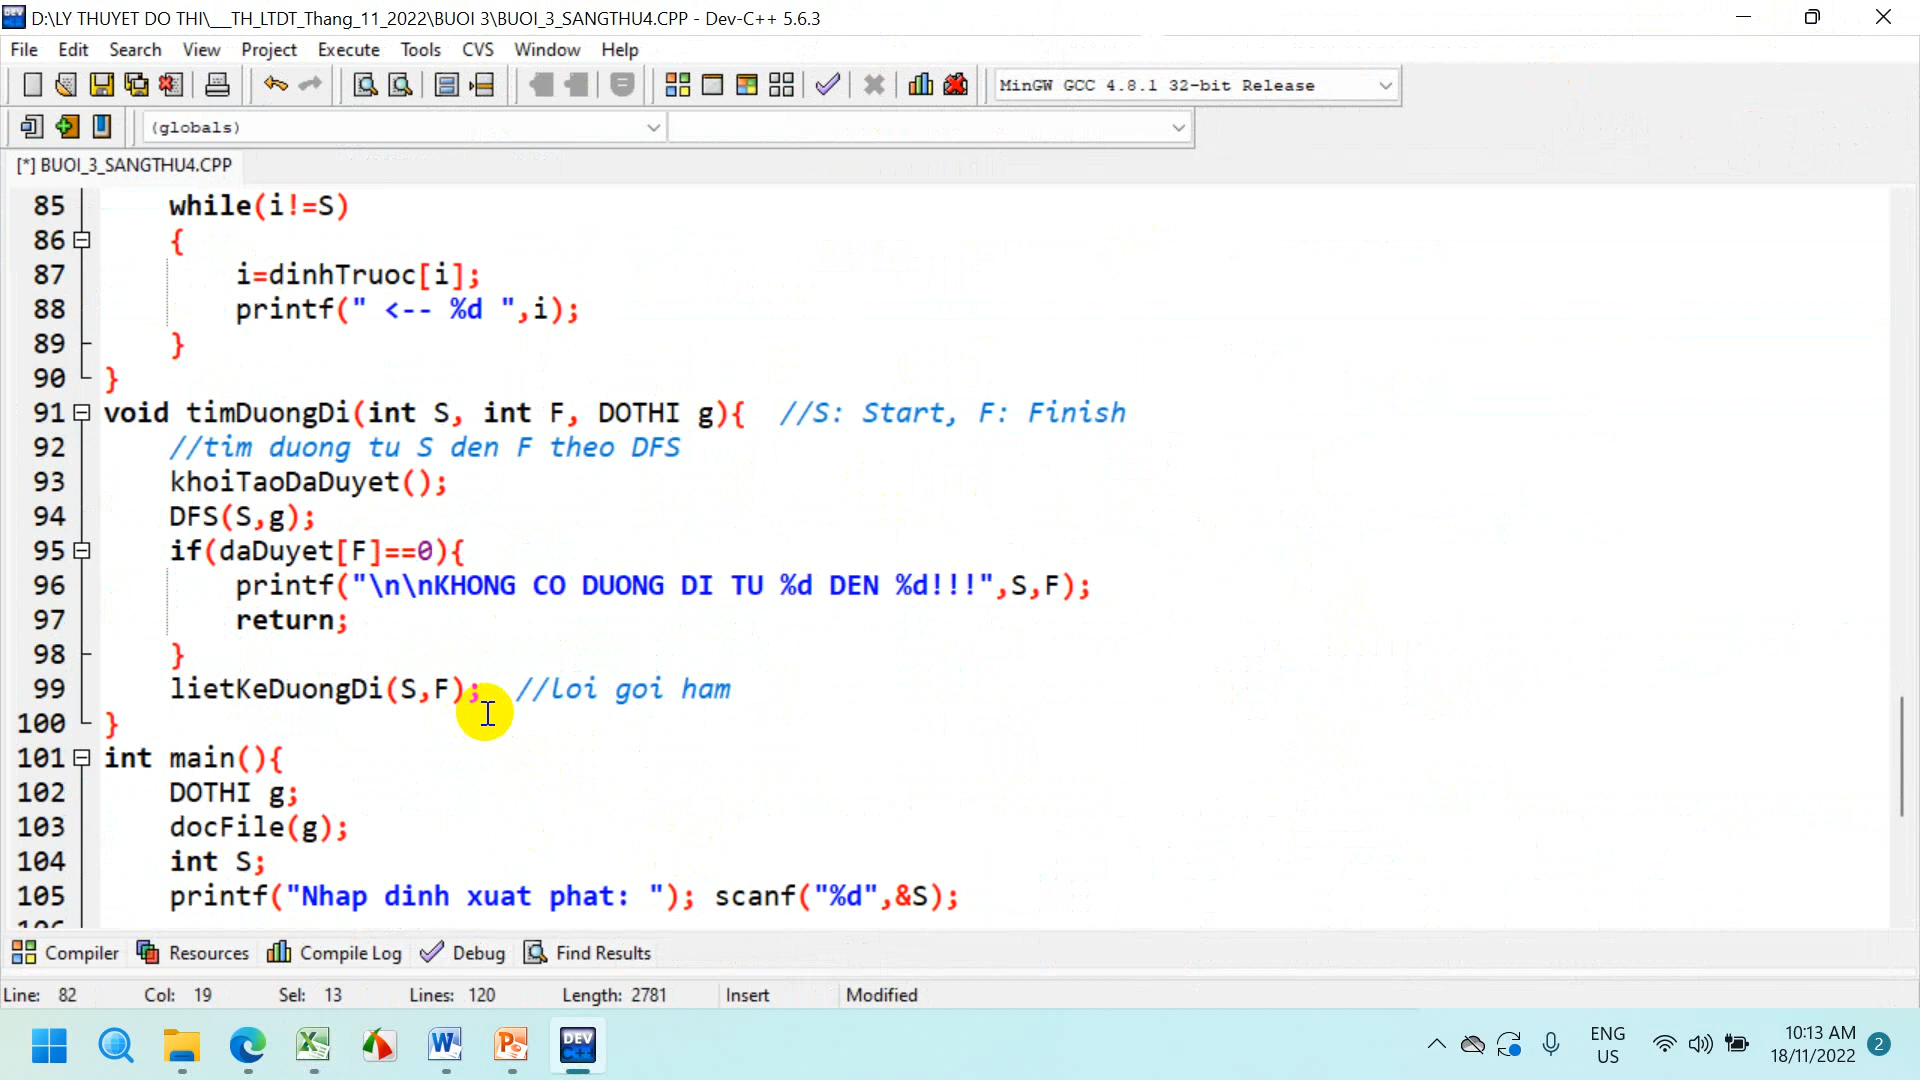 D:\LY THUYET DO THI\__TH_LTDT_Thang_11_2022\BUOI 3\BUOI_3_SANGTHU4.CPP - Dev-C++ 5.6.3
File Edit Search View Project Execute Tools CVS Window Help
MinGW GCC 4.8.1 32-bit Release
(globals)
[*] BUOI_3_SANGTHU4.CPP
85 while(i!=S)
86 {
87 i=dinhTruoc[i];
88 printf(" <-- %d ",i);
89 }
90 }
91 void timDuongDi(int S, int F, DOTHI g){ //S: Start, F: Finish
92 //tim duong tu S den F theo DFS
93 khoiTaoDaDuyet();
94 DFS(S,g);
95 if(daDuyet[F]==0){
96 printf("\n\nKHONG CO DUONG DI TU %d DEN %d!!!",S,F);
97 return;
98 }
99 lietKeDuongDi(S,F); //loi goi ham
100 }
101 int main(){
102 DOTHI g;
103 docFile(g);
104 int S;
105 printf("Nhap dinh xuat phat: "); scanf("%d",&S);
Compiler Resources Compile Log Debug Find Results
Line: 82 Col: 19 Sel: 13 Lines: 120 Length: 2781 Insert Modified
DEV C++
ENG
US
10:13 AM
18/11/2022
2